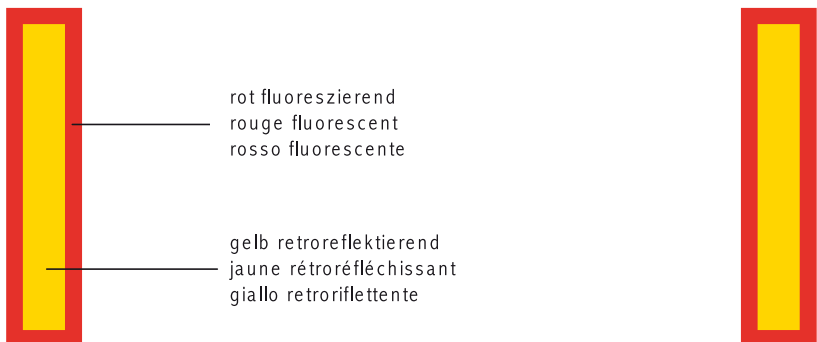 rot fluoreszierend
rouge fluorescent
rosso fluorescente
gelb retroreflektierend
jaune rétroréfléchissant
giallo retroriflettente